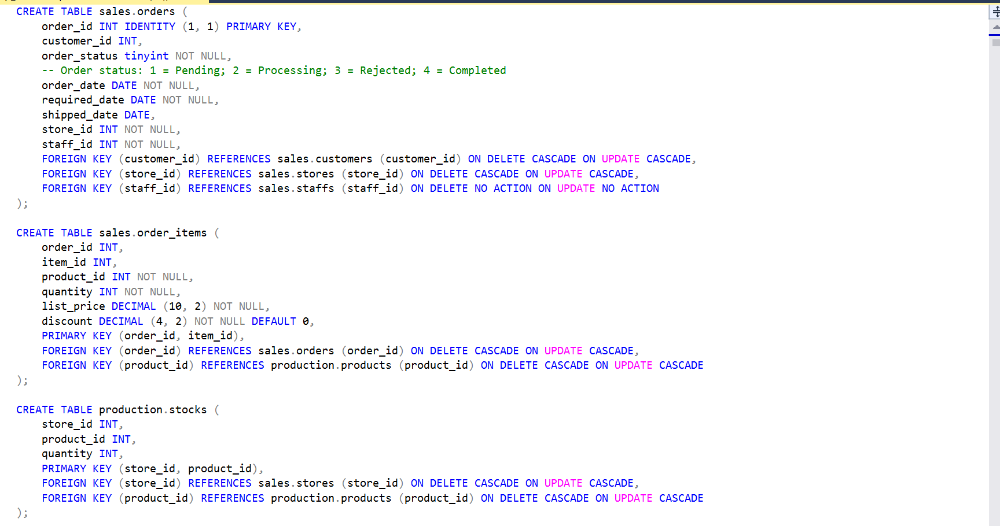 CREATE TABLE sales.orders (
    order_id INT IDENTITY (1, 1) PRIMARY KEY,
    customer_id INT,
    order_status tinyint NOT NULL,
    -- Order status: 1 = Pending; 2 = Processing; 3 = Rejected; 4 = Completed
    order_date DATE NOT NULL,
    required_date DATE NOT NULL,
    shipped_date DATE,
    store_id INT NOT NULL,
    staff_id INT NOT NULL,
    FOREIGN KEY (customer_id) REFERENCES sales.customers (customer_id) ON DELETE CASCADE ON UPDATE CASCADE,
    FOREIGN KEY (store_id) REFERENCES sales.stores (store_id) ON DELETE CASCADE ON UPDATE CASCADE,
    FOREIGN KEY (staff_id) REFERENCES sales.staffs (staff_id) ON DELETE NO ACTION ON UPDATE NO ACTION
);

CREATE TABLE sales.order_items (
    order_id INT,
    item_id INT,
    product_id INT NOT NULL,
    quantity INT NOT NULL,
    list_price DECIMAL (10, 2) NOT NULL,
    discount DECIMAL (4, 2) NOT NULL DEFAULT 0,
    PRIMARY KEY (order_id, item_id),
    FOREIGN KEY (order_id) REFERENCES sales.orders (order_id) ON DELETE CASCADE ON UPDATE CASCADE,
    FOREIGN KEY (product_id) REFERENCES production.products (product_id) ON DELETE CASCADE ON UPDATE CASCADE
);

CREATE TABLE production.stocks (
    store_id INT,
    product_id INT,
    quantity INT,
    PRIMARY KEY (store_id, product_id),
    FOREIGN KEY (store_id) REFERENCES sales.stores (store_id) ON DELETE CASCADE ON UPDATE CASCADE,
    FOREIGN KEY (product_id) REFERENCES production.products (product_id) ON DELETE CASCADE ON UPDATE CASCADE
);